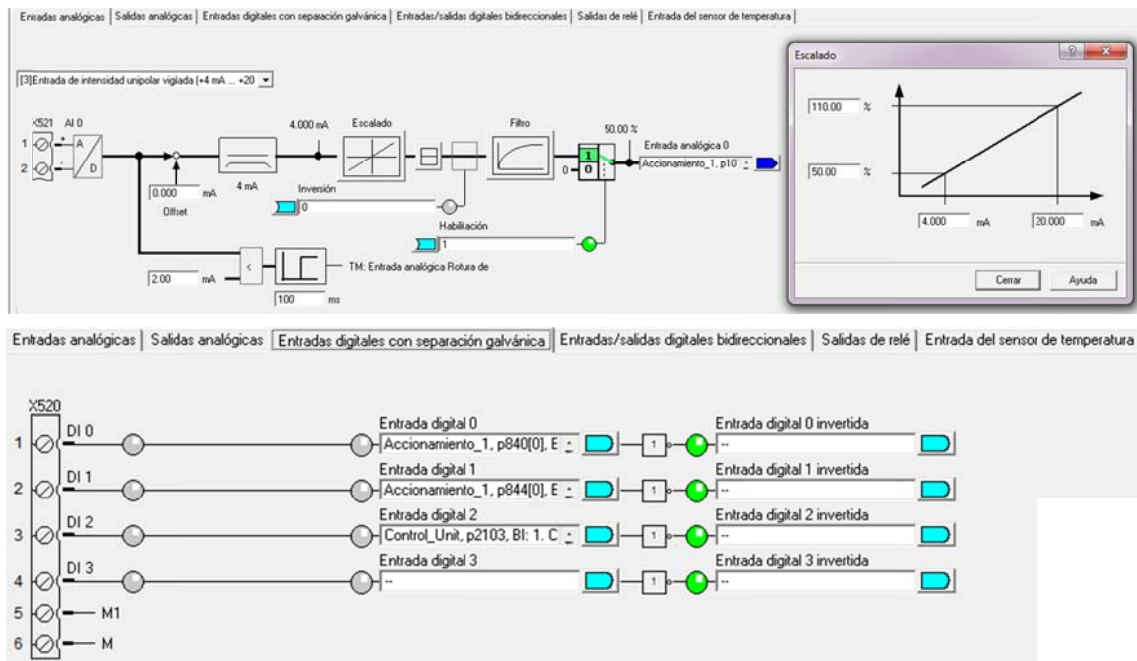 Entradas analógicas | Salidas analógicas | Entradas digitales con separación galvánica | Entradas/salidas digitales bidireccionales | Salidas de relé | Entrada del sensor de temperatura
[3]Entrada de intensidad unipolar vigilada (+4 mA ... +20
X521 AI 0
1 + A
2 - D
0.000 mA
Offset
4 mA
4.000 mA
Escalado
Inversión
0
Habilitación
1
Filtro
1
0 0
50.00 %
Entrada analógica 0
Accionamiento_1, p10
2.00 mA
<
100 ms
TM: Entrada analógica Rotura de
Escalado
110.00 %
50.00 %
4.000 mA 20.000 mA
Cerrar Ayuda
Entradas analógicas | Salidas analógicas | Entradas digitales con separación galvánica | Entradas/salidas digitales bidireccionales | Salidas de relé | Entrada del sensor de temperatura
X520
Entrada digital 0 Entrada digital 0 invertida
1 DI 0 Accionamiento_1, p840[0], E 1 --
Entrada digital 1 Entrada digital 1 invertida
2 DI 1 Accionamiento_1, p844[0], E 1 --
Entrada digital 2 Entrada digital 2 invertida
3 DI 2 Control_Unit, p2103, BI: 1. C 1 --
Entrada digital 3 Entrada digital 3 invertida
4 DI 3 -- 1 --
5 M1
6 M